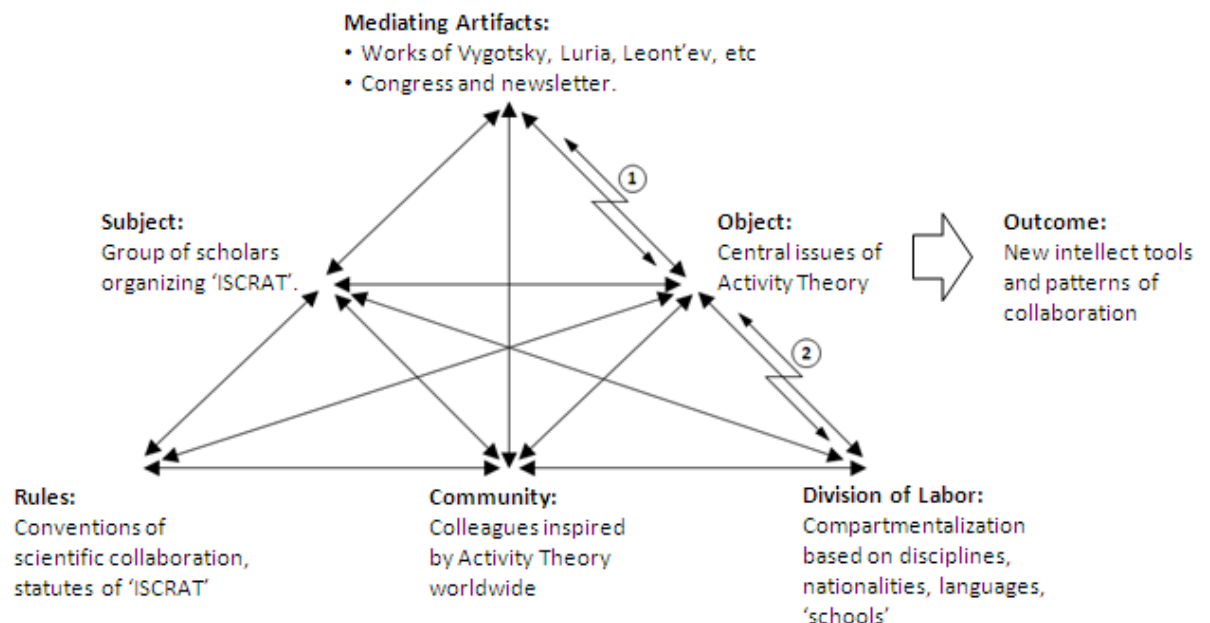 Mediating Artifacts:
• Works of Vygotsky, Luria, Leont'ev, etc
• Congress and newsletter.
1
Subject:
Group of scholars
organizing ‘ISCRAT’.
Object:
Central issues of
Activity Theory
Outcome:
New intellect tools
and patterns of
collaboration
2
Rules:
Conventions of
scientific collaboration,
statutes of ‘ISCRAT’
Community:
Colleagues inspired
by Activity Theory
worldwide
Division of Labor:
Compartmentalization
based on disciplines,
nationalities, languages,
‘schools’